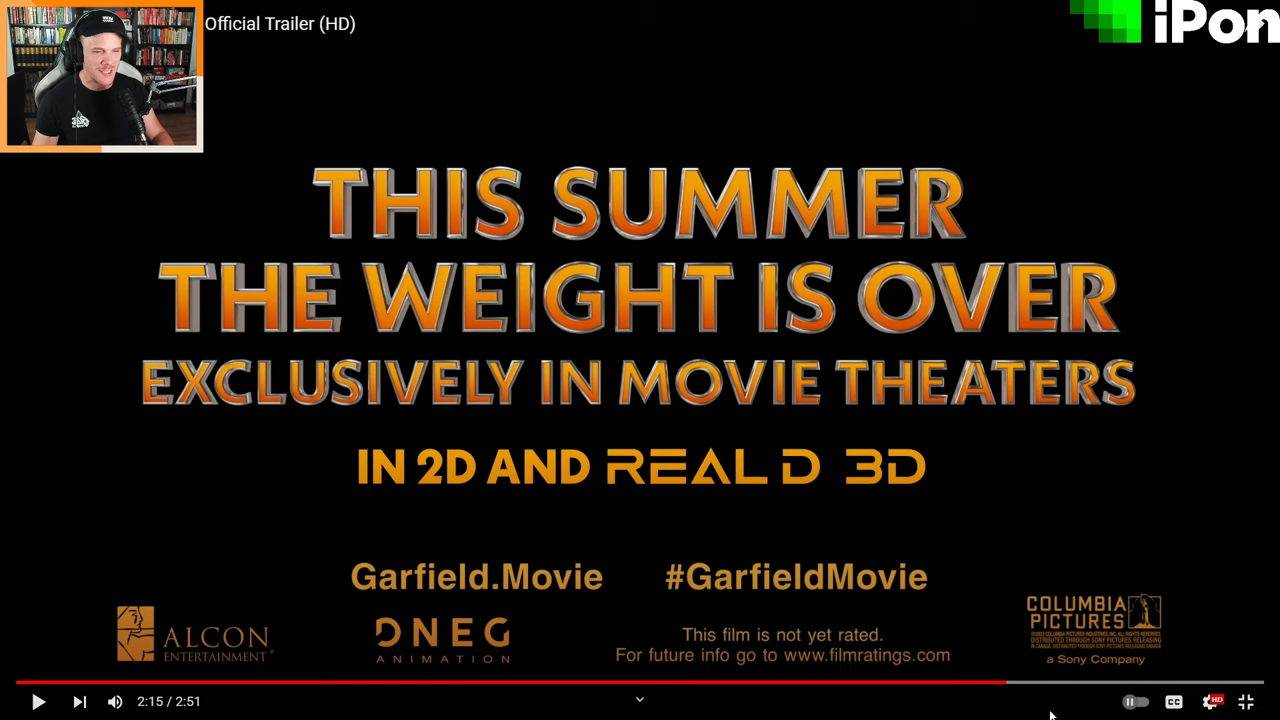 Official Trailer (HD)
iPon
THIS SUMMER
THE WEIGHT IS OVER
EXCLUSIVELY IN MOVIE THEATERS
IN 2D AND REAL D 3D
Garfield.Movie #GarfieldMovie
ALCON
ENTERTAINMENT
DNEG
ANIMATION
This film is not yet rated.
For future info go to www.filmratings.com
COLUMBIA
PICTURES
a Sony Company
2:15 / 2:51
CC
HD